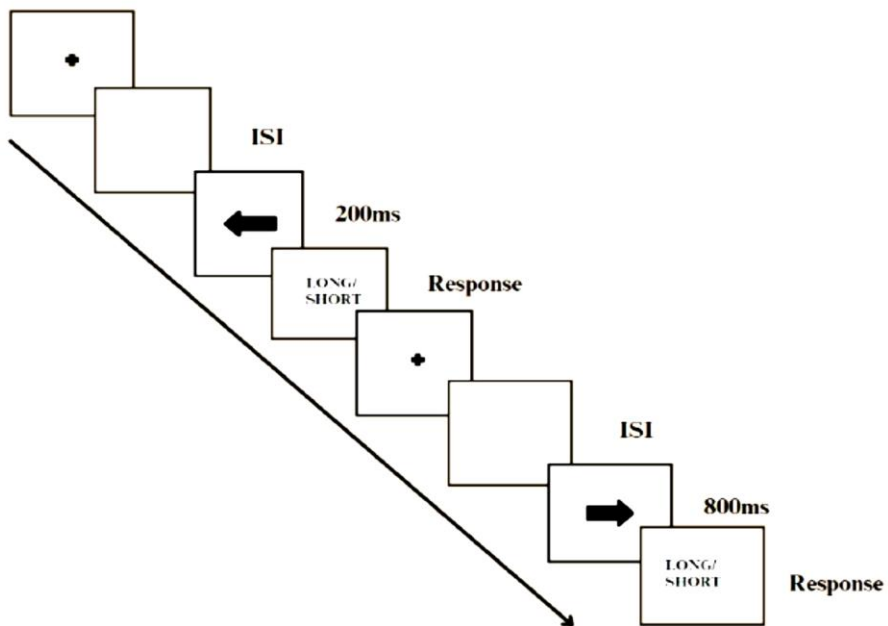 ISI
200ms
LONG/
SHORT
Response
ISI
800ms
LONG/
SHORT
Response